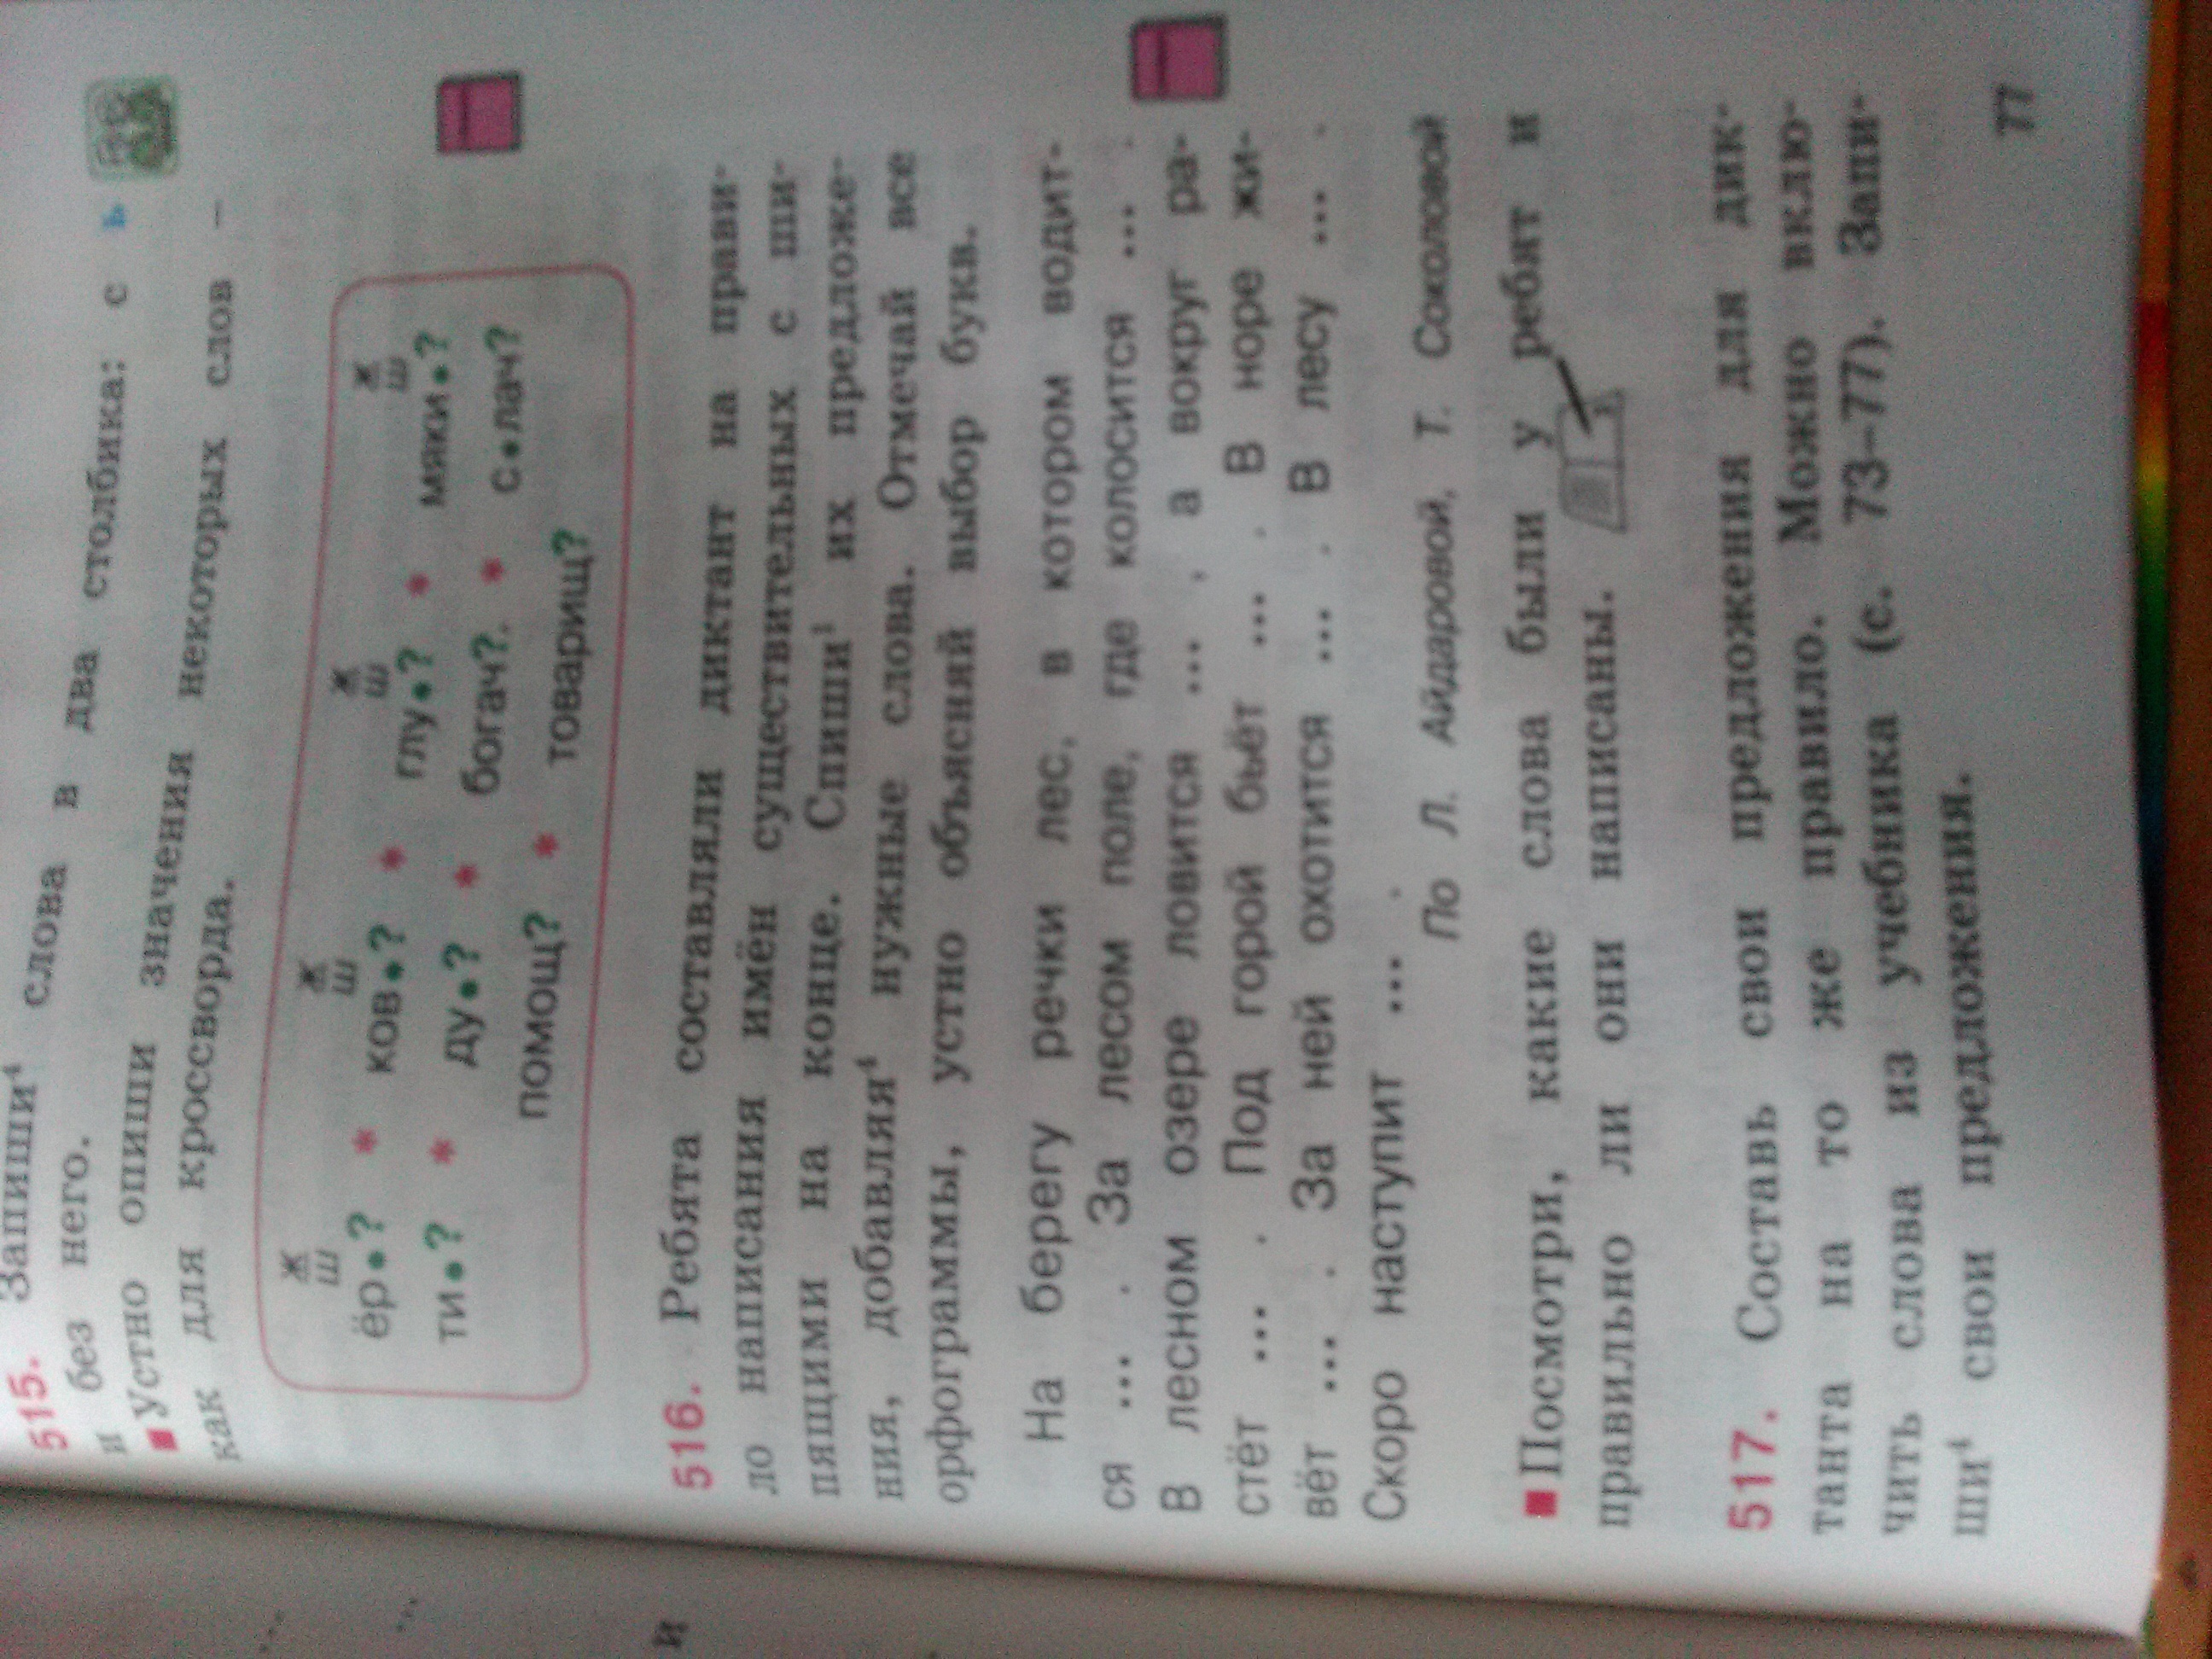 515. Запиши⁴ слова в два столбика: с ь
и без него.
■ Устно опиши значения некоторых слов –
как для кроссворда.
ж ж ж ж
ш ш ш ш
ёр•? * ков•? * глу•? * мяки•?
ти•? * ду•? * богач?. * с•лач?
помощ? * товарищ?
516. Ребята составляли диктант на прави-
ло написания имён существительных с ши-
пящими на конце. Спиши¹ их предложе-
ния, добавляя⁴ нужные слова. Отмечай все
орфограммы, устно объясняй выбор букв.
На берегу речки лес, в котором водит-
ся ... . За лесом поле, где колосится ... .
В лесном озере ловится ... , а вокруг ра-
стёт ... . Под горой бьёт ... . В норе жи-
вёт ... . За ней охотится ... . В лесу ... .
Скоро наступит ... .
По Л. Айдаровой, Т. Соколовой
■ Посмотри, какие слова были у ребят и
правильно ли они написаны.
517. Составь свои предложения для дик-
танта на то же правило. Можно вклю-
чить слова из учебника (с. 73–77). Запи-
ши⁴ свои предложения.
77
и